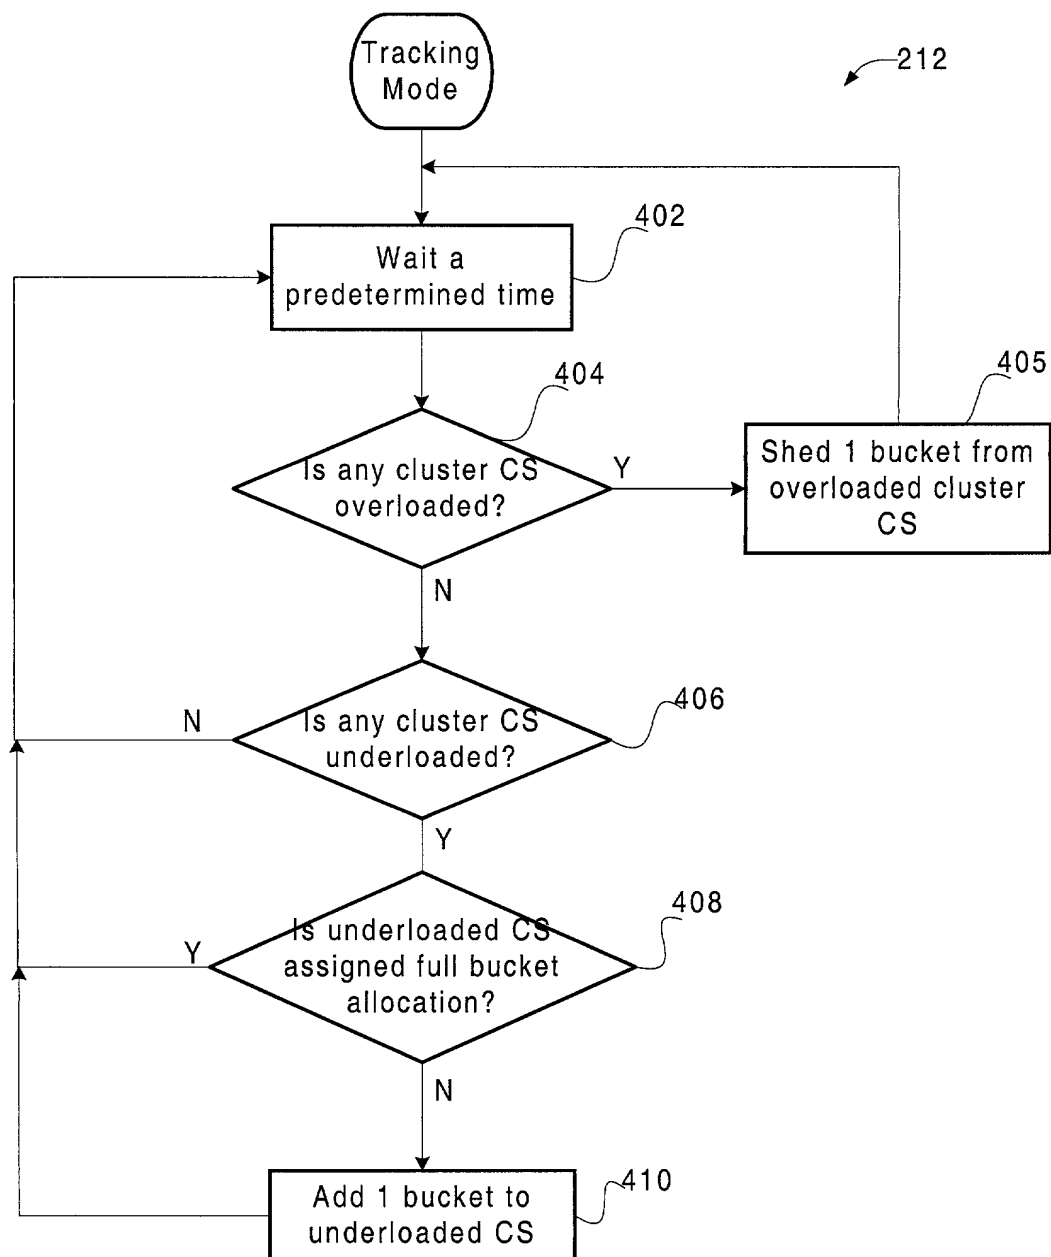 Tracking
Mode
212
402
Wait a
predetermined time
404
405
Is any cluster CS
overloaded?
Y
Shed 1 bucket from
overloaded cluster
CS
N
406
N
Is any cluster CS
underloaded?
Y
408
Y
Is underloaded CS
assigned full bucket
allocation?
N
410
Add 1 bucket to
underloaded CS